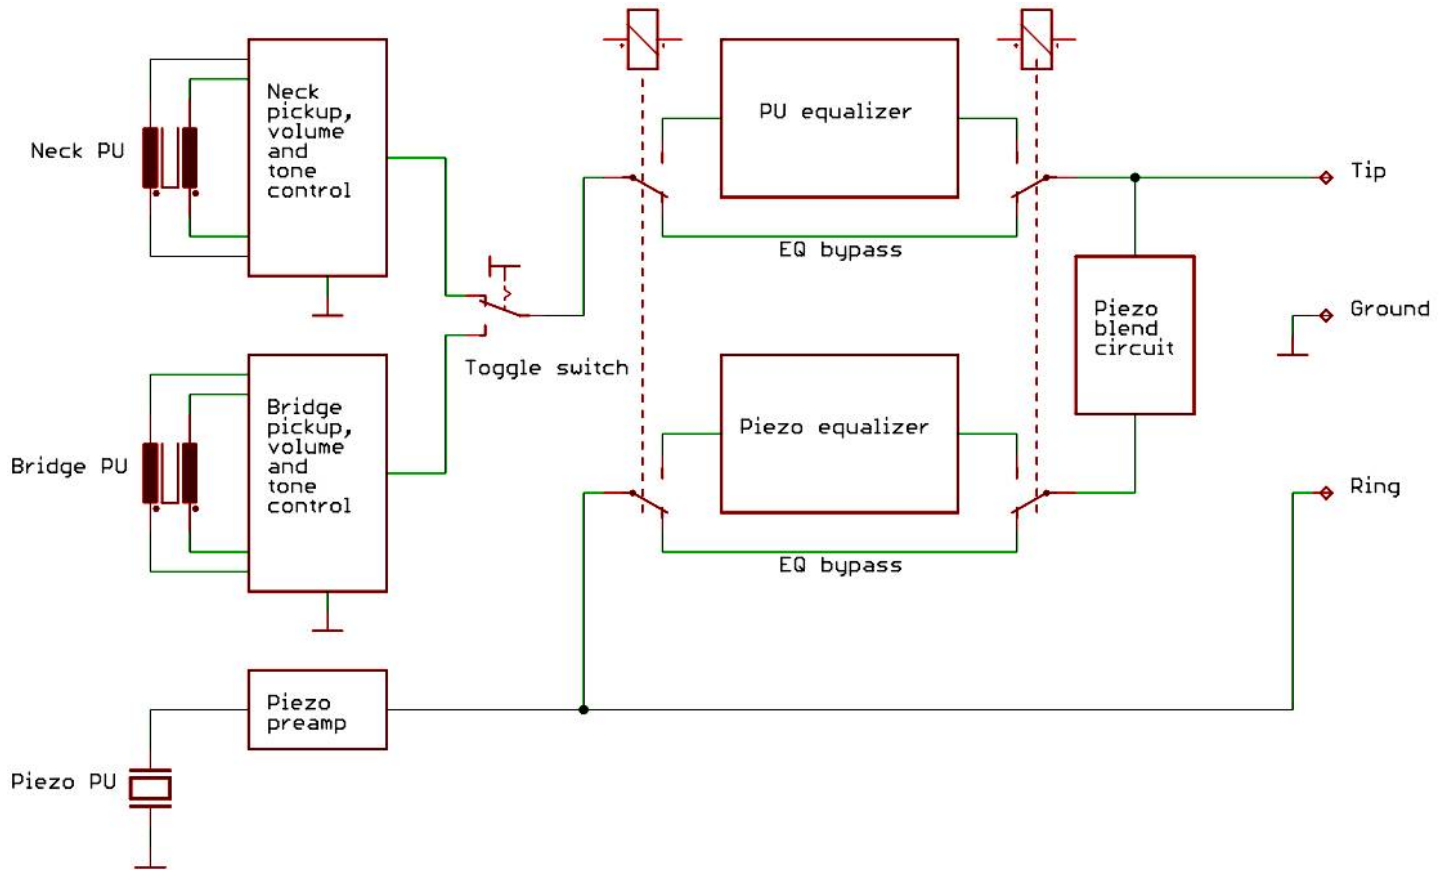 Neck PU
Neck
pickup,
volume
and
tone
control
PU equalizer
EQ bypass
Tip
Piezo
blend
circuit
Ground
Toggle switch
Bridge PU
Bridge
pickup,
volume
and
tone
control
Piezo equalizer
EQ bypass
Ring
Piezo
preamp
Piezo PU